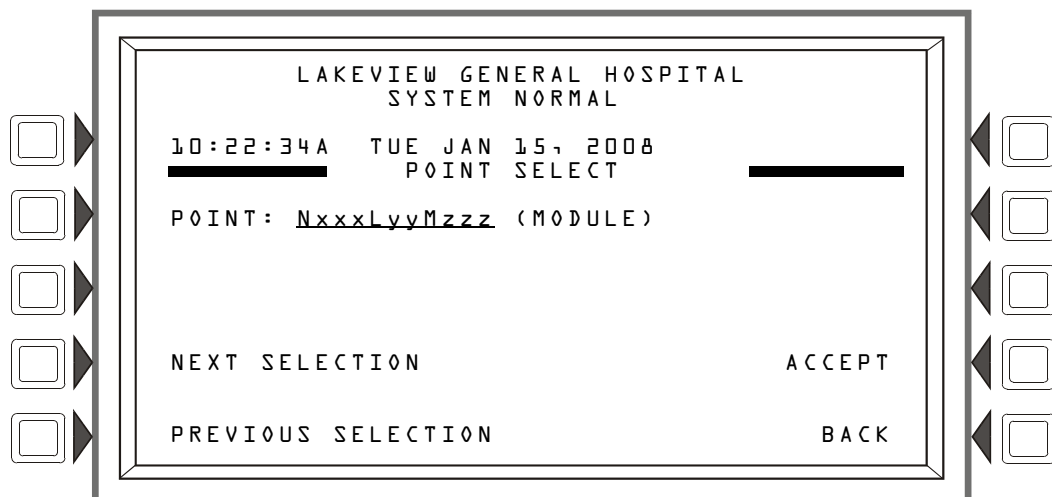 LAKEVIEW GENERAL HOSPITAL
SYSTEM NORMAL
10:22:34A TUE JAN 15, 2008
POINT SELECT
POINT: NxxxLyyMzzz (MODULE)
NEXT SELECTION ACCEPT
PREVIOUS SELECTION BACK